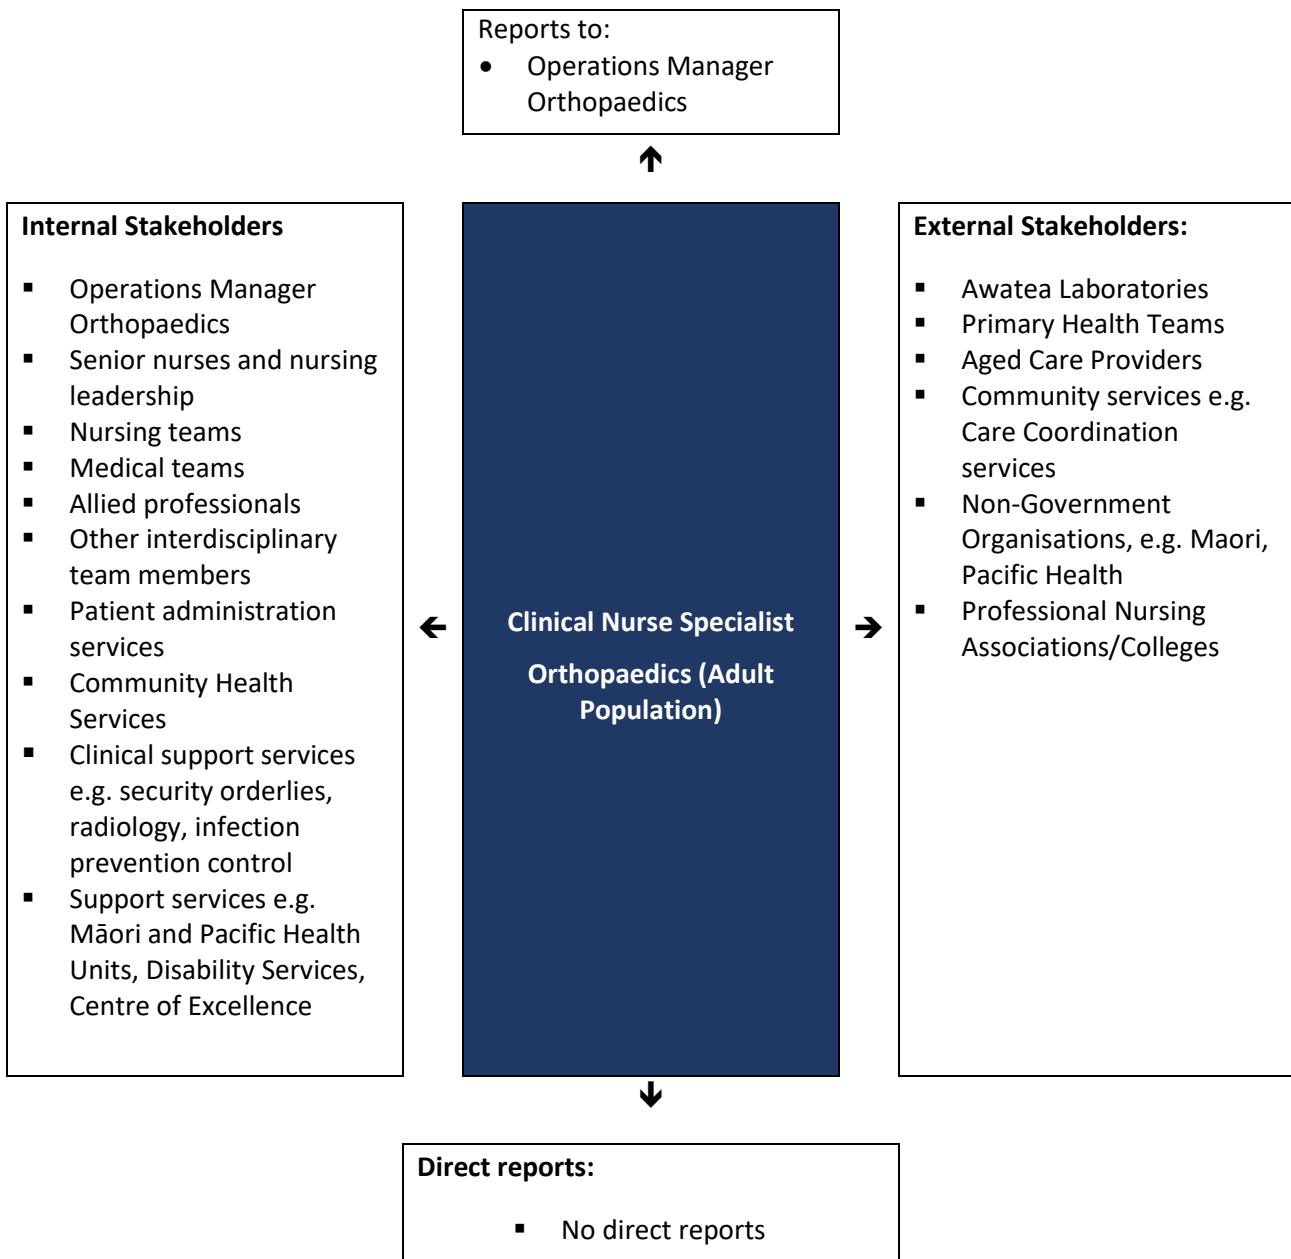 Reports to:
• Operations Manager
Orthopaedics
↑
Internal Stakeholders
▪ Operations Manager
Orthopaedics
▪ Senior nurses and nursing
leadership
▪ Nursing teams
▪ Medical teams
▪ Allied professionals
▪ Other interdisciplinary
team members
▪ Patient administration
services
▪ Community Health
Services
▪ Clinical support services
e.g. security orderlies,
radiology, infection
prevention control
▪ Support services e.g.
Māori and Pacific Health
Units, Disability Services,
Centre of Excellence
←
Clinical Nurse Specialist
Orthopaedics (Adult
Population)
→
External Stakeholders:
▪ Awatea Laboratories
▪ Primary Health Teams
▪ Aged Care Providers
▪ Community services e.g.
Care Coordination
services
▪ Non-Government
Organisations, e.g. Maori,
Pacific Health
▪ Professional Nursing
Associations/Colleges
↓
Direct reports:
▪ No direct reports